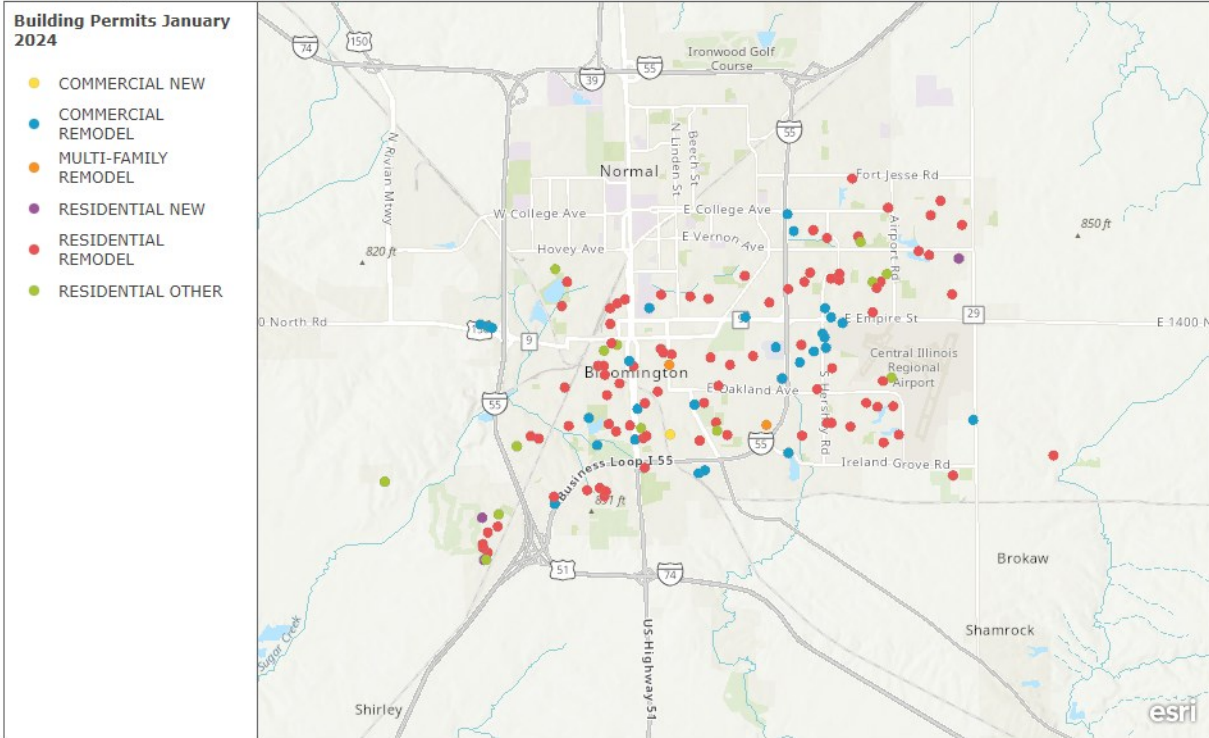 Building Permits January
2024
COMMERCIAL NEW
COMMERCIAL
REMODEL
MULTI-FAMILY
REMODEL
RESIDENTIAL NEW
RESIDENTIAL
REMODEL
RESIDENTIAL OTHER
74
150
39
55
Ironwood Golf
Course
55
N Rivian Mtwy
N Linden St
Beech St
Normal
Fort Jesse Rd
W College Ave
E College Ave
Airport Rd
850 ft
820 ft
Hovey Ave
E Vernon Ave
0 North Rd
9
9
E Empire St
29
E 1400 N
Central Illinois
Regional
Airport
Bloomington
E Oakland Ave
S Hershey Rd
55
55
Business Loop I 55
Ireland Grove Rd
891 ft
51
74
Brokaw
Shamrock
Sugar Creek
US Highway 51
Shirley
esri